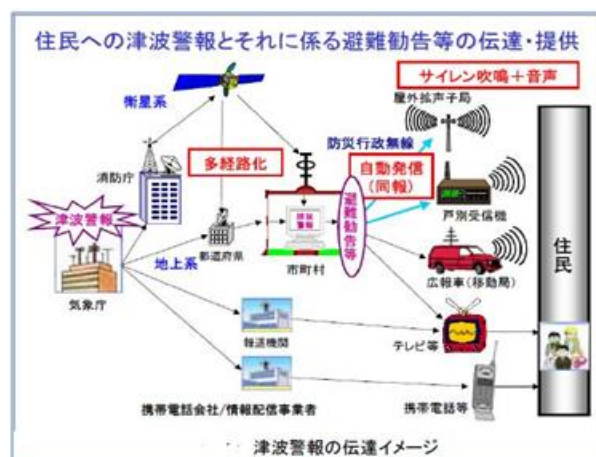 住民への津波警報とそれに係る避難勧告等の伝達・提供
サイレン吹鳴+音声
屋外拡声子局
衛星系
防災行政無線
多経路化
自動発信
(同報)
消防庁
津波警報
避難勧告等
戸別受信機
都道府県
地上系
市町村
広報車(移動局)
住民
気象庁
報道機関
テレビ等
携帯電話会社/情報配信事業者
携帯電話等
津波警報の伝達イメージ